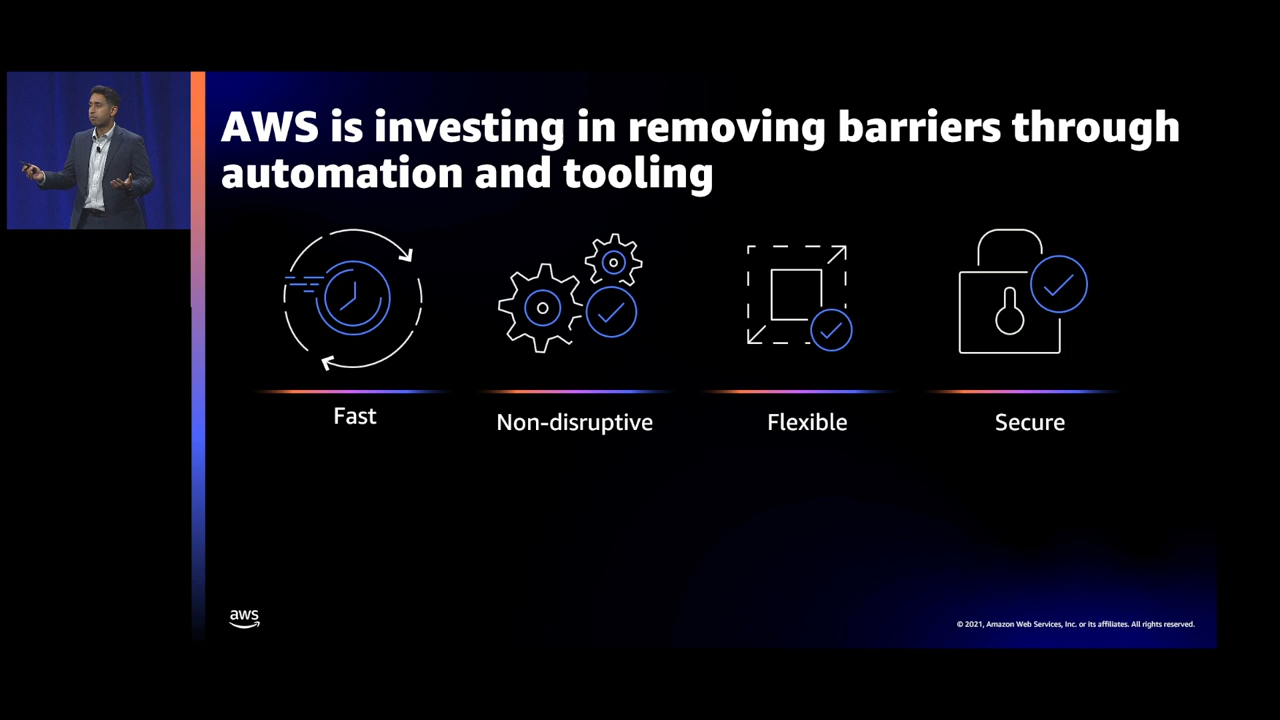 AWS is investing in removing barriers through
automation and tooling
Fast
Non-disruptive
Flexible
Secure
aws
© 2021, Amazon Web Services, Inc. or its affiliates. All rights reserved.